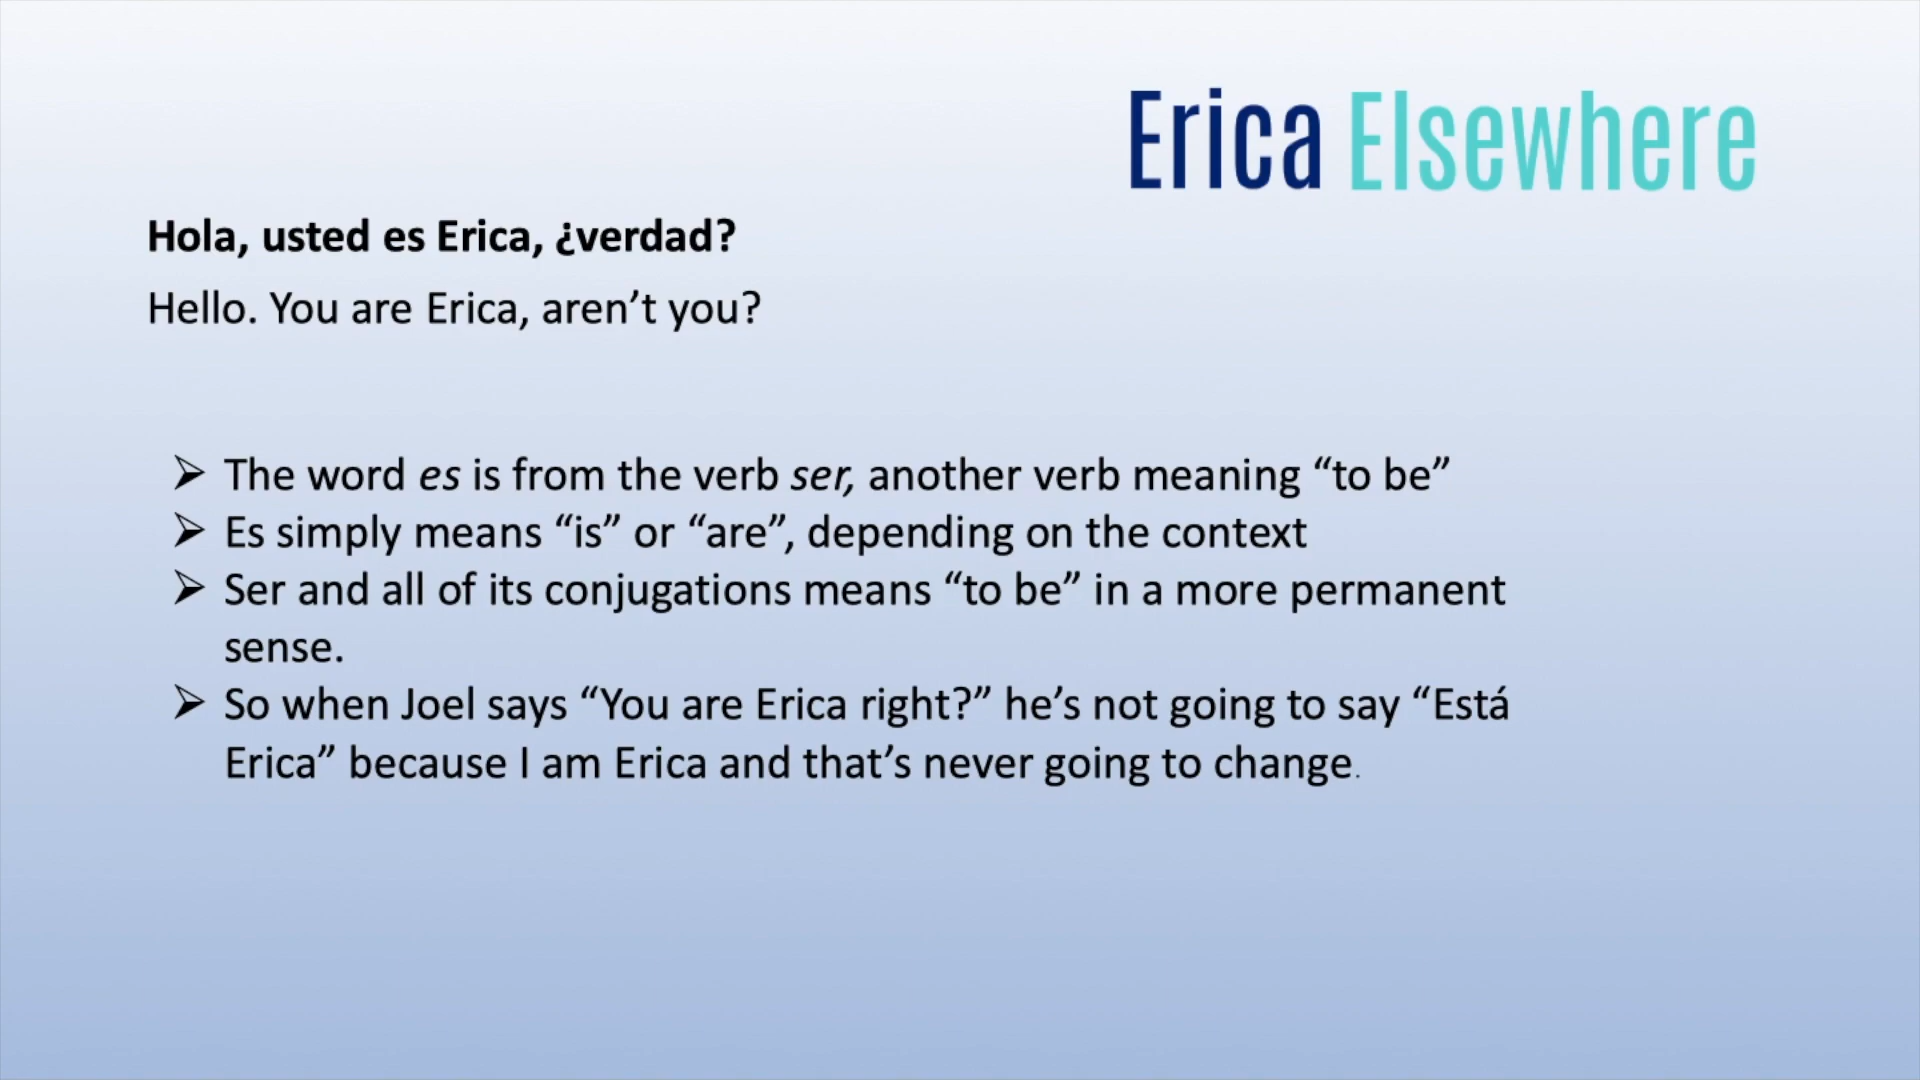 Erica Elsewhere
Hola, usted es Erica, ¿verdad?
Hello. You are Erica, aren’t you?
➢ The word es is from the verb ser, another verb meaning “to be”
➢ Es simply means “is” or “are”, depending on the context
➢ Ser and all of its conjugations means “to be” in a more permanent
sense.
➢ So when Joel says “You are Erica right?” he’s not going to say “Está
Erica” because I am Erica and that’s never going to change.